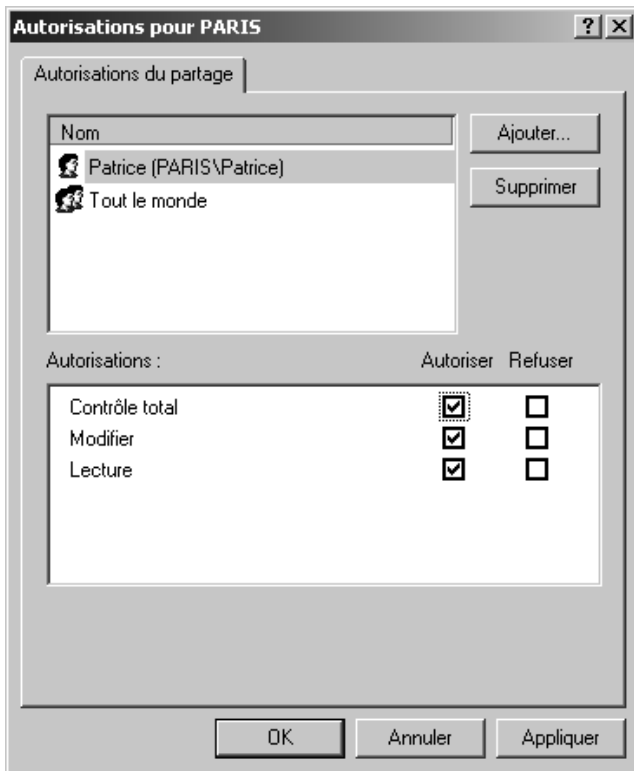 Autorisations pour PARIS
Autorisations du partage
Nom
Patrice (PARIS\Patrice)
Tout le monde
Ajouter...
Supprimer
Autorisations :
Autoriser Refuser
Contrôle total
Modifier
Lecture
OK
Annuler
Appliquer